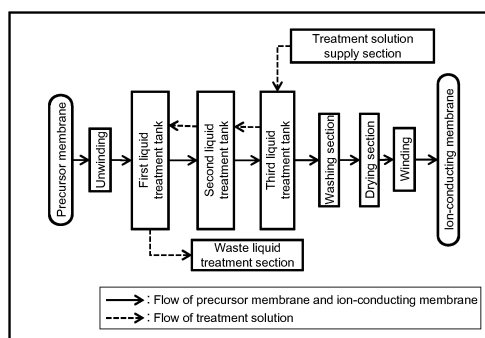 Treatment solution
supply section
Precursor membrane
Unwinding
First liquid
treatment tank
Second liquid
treatment tank
Third liquid
treatment tank
Washing section
Drying section
Winding
Ion-conducting membrane
Waste liquid
treatment section
: Flow of precursor membrane and ion-conducting membrane
: Flow of treatment solution